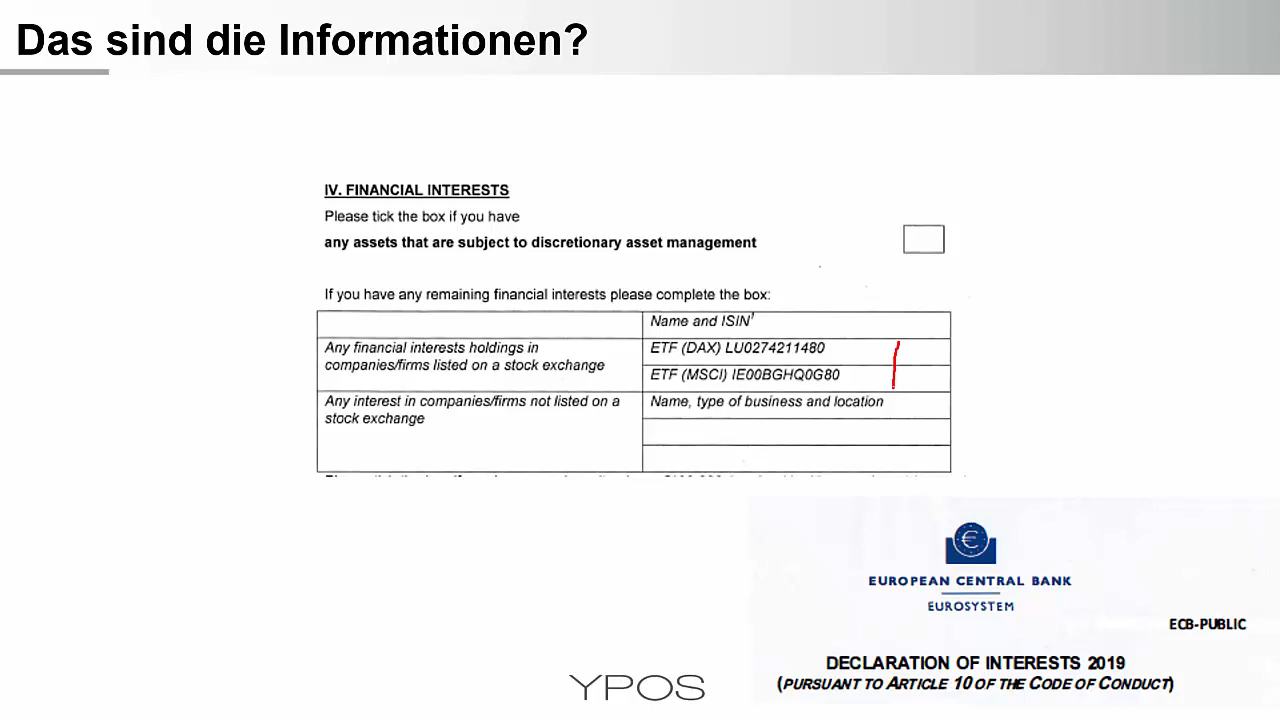 Das sind die Informationen?
IV. FINANCIAL INTERESTS
Please tick the box if you have
any assets that are subject to discretionary asset management
If you have any remaining financial interests please complete the box:
Name and ISIN¹
Any financial interests holdings in
companies/firms listed on a stock exchange
ETF (DAX) LU0274211480
ETF (MSCI) IE00BGHQ0G80
Any interest in companies/firms not listed on a
stock exchange
Name, type of business and location
EUROPEAN CENTRAL BANK
EUROSYSTEM
ECB-PUBLIC
DECLARATION OF INTERESTS 2019
(PURSUANT TO ARTICLE 10 OF THE CODE OF CONDUCT)
YPOS